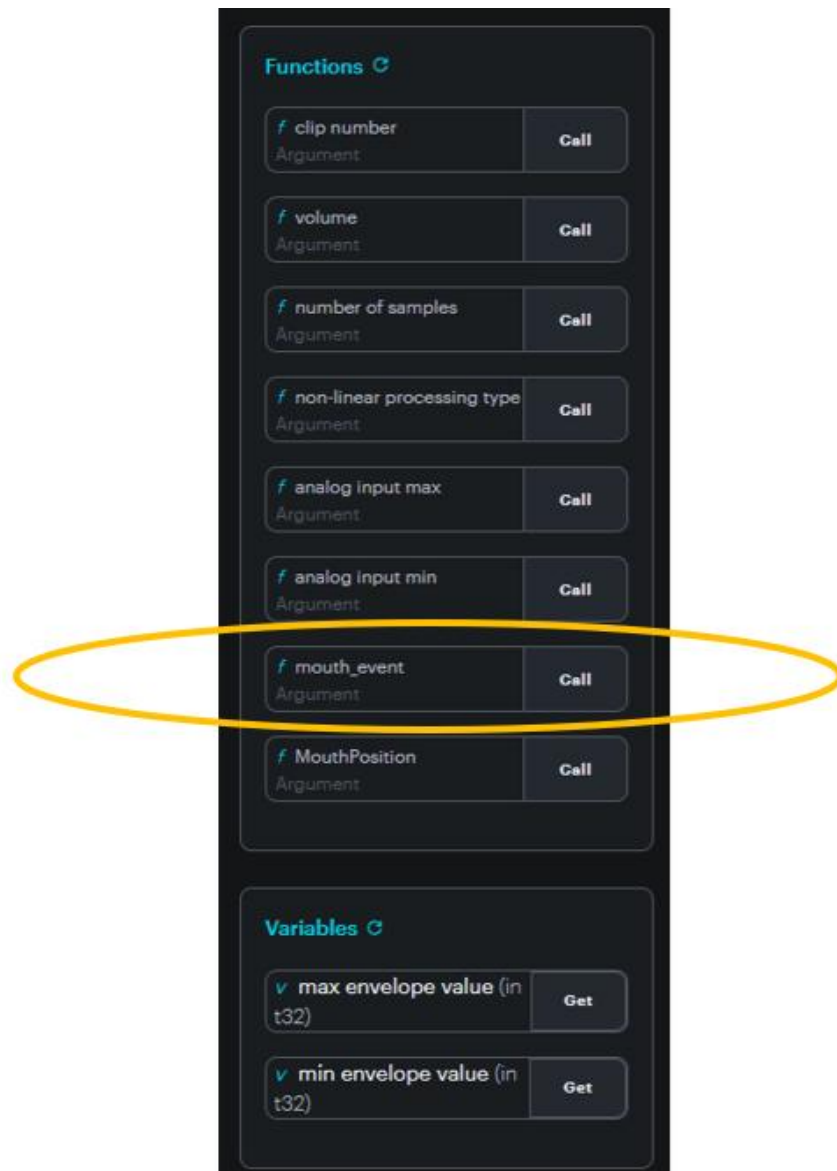 Functions
f clip number
Argument
Call
f volume
Argument
Call
f number of samples
Argument
Call
f non-linear processing type
Argument
Call
f analog input max
Argument
Call
f analog input min
Argument
Call
f mouth_event
Argument
Call
f MouthPosition
Argument
Call
Variables
v max envelope value (in
t32)
Get
v min envelope value (in
t32)
Get